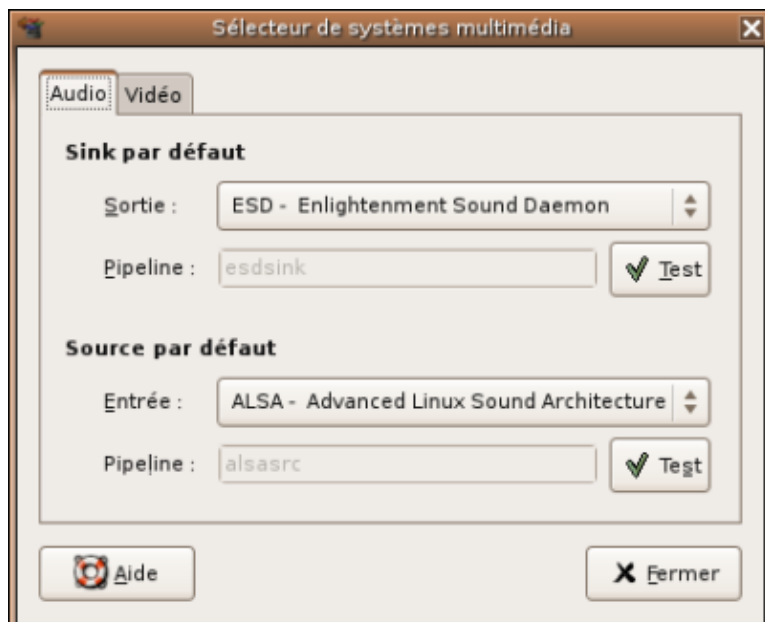 Sélecteur de systèmes multimédia
Audio Vidéo
Sink par défaut
Sortie : ESD - Enlightenment Sound Daemon
Pipeline : esdsink Test
Source par défaut
Entrée : ALSA - Advanced Linux Sound Architecture
Pipeline : alsasrc Test
Aide Fermer